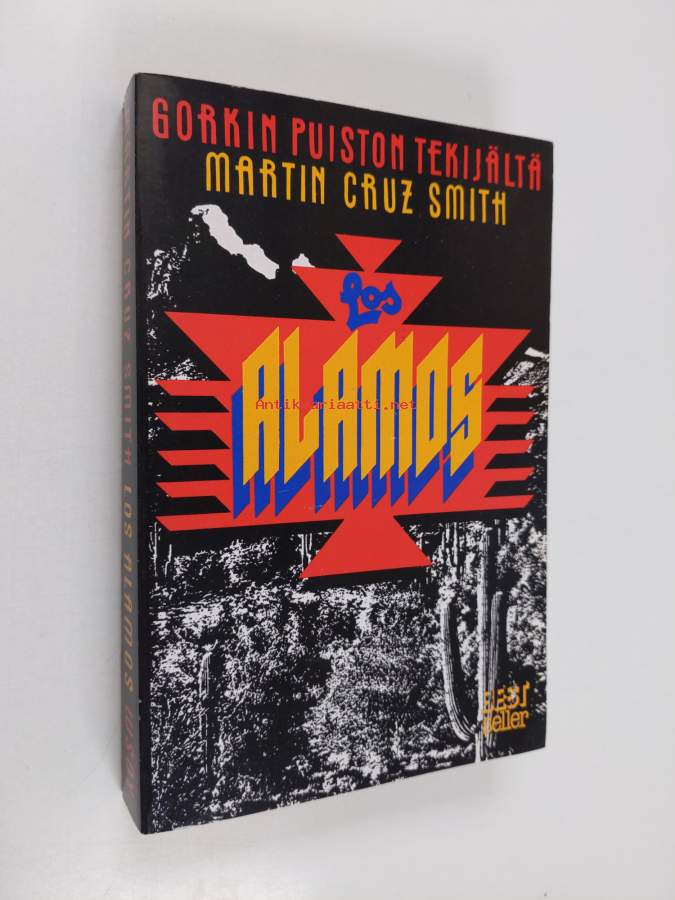 GORKIN PUISTON TEKIJÄLTÄ
MARTIN CRUZ SMITH
Los
ALAMOS
Antikvariaatti.net
BEST
seller
MARTIN CRUZ SMITH LOS ALAMOS